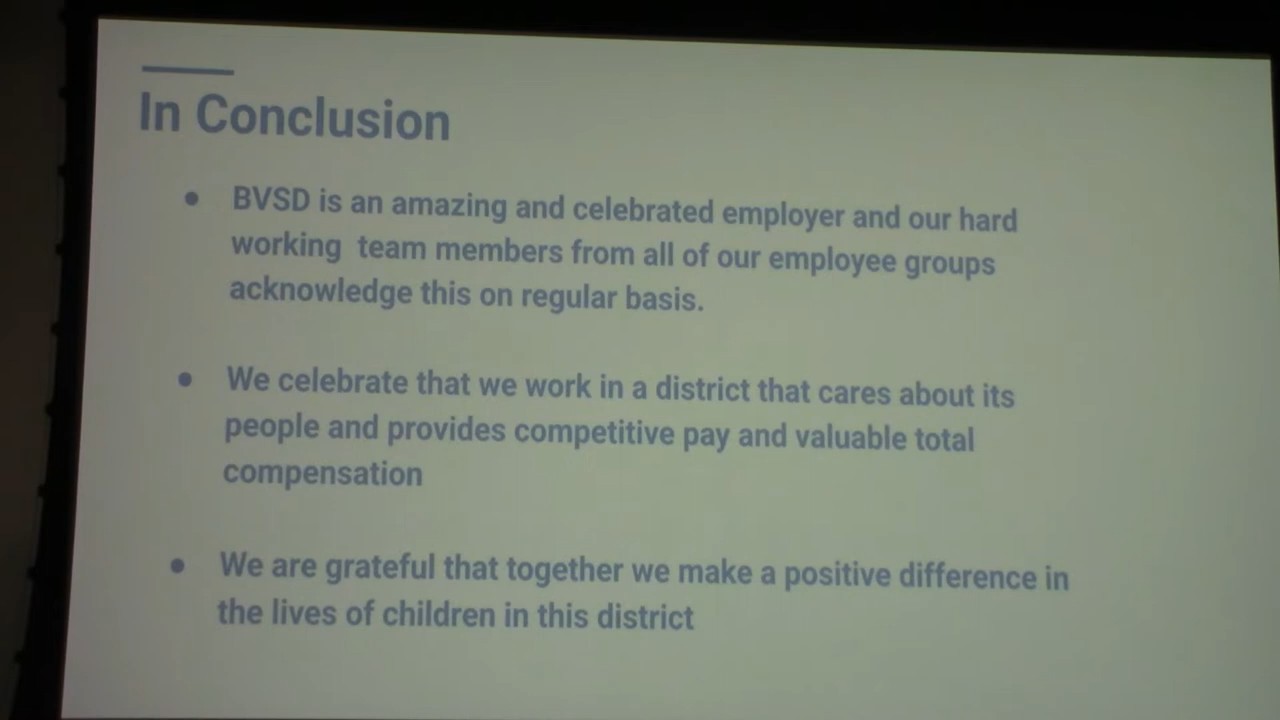 In Conclusion
● BVSD is an amazing and celebrated employer and our hard
working  team members from all of our employee groups
acknowledge this on regular basis.
● We celebrate that we work in a district that cares about its
people and provides competitive pay and valuable total
compensation
● We are grateful that together we make a positive difference in
the lives of children in this district